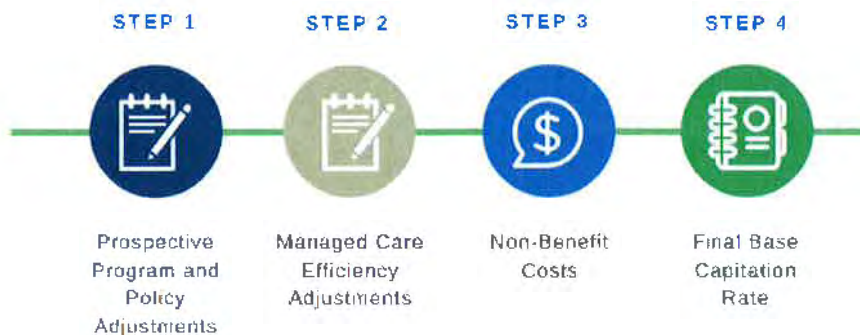 STEP 1
STEP 2
STEP 3
STEP 4
$
Prospective
Program and
Policy
Adjustments
Managed Care
Efficiency
Adjustments
Non-Benefit
Costs
Final Base
Capitation
Rate